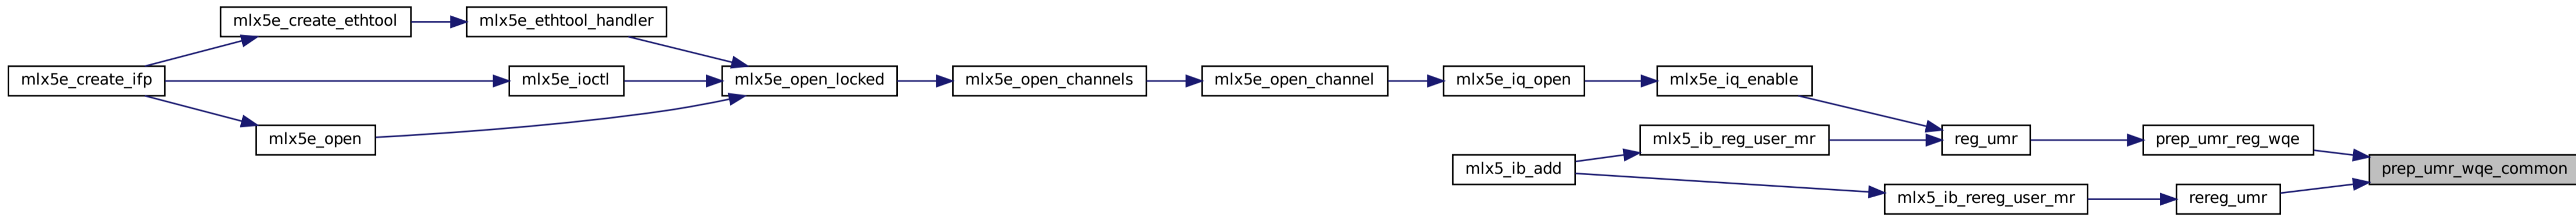 mlx5e_create_ethtool
mlx5e_ethtool_handler
mlx5e_create_ifp
mlx5e_ioctl
mlx5e_open_locked
mlx5e_open_channels
mlx5e_open_channel
mlx5e_iq_open
mlx5e_iq_enable
mlx5e_open
mlx5_ib_reg_user_mr
reg_umr
prep_umr_reg_wqe
mlx5_ib_add
prep_umr_wqe_common
mlx5_ib_rereg_user_mr
rereg_umr